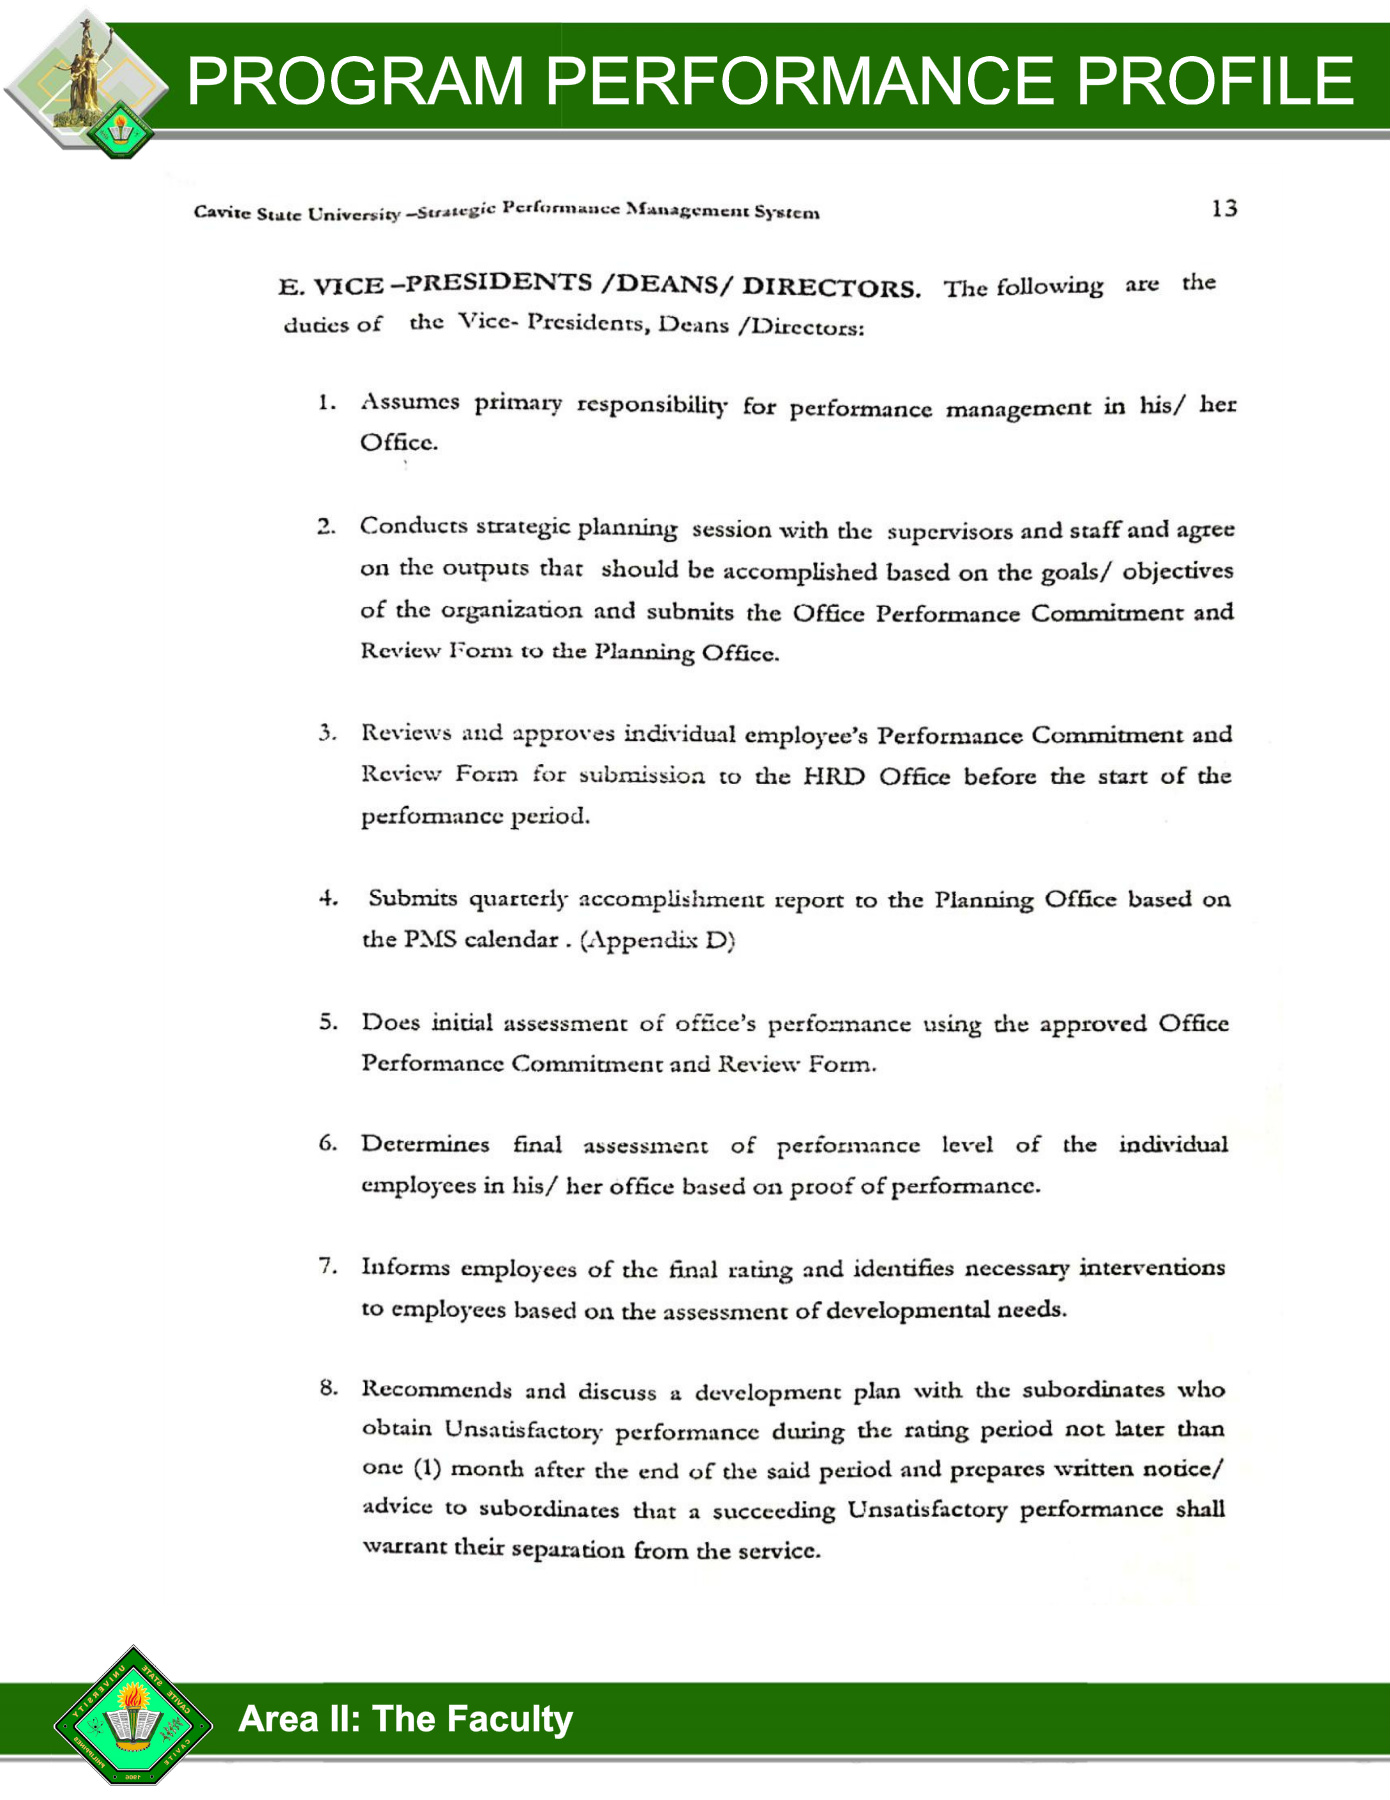 PROGRAM PERFORMANCE PROFILE
Cavite State University –Strategic Performance Management System 13
E. VICE –PRESIDENTS /DEANS/ DIRECTORS. The following are the
duties of the Vice- Presidents, Deans /Directors:
1. Assumes primary responsibility for performance management in his/ her
Office.
2. Conducts strategic planning session with the supervisors and staff and agree
on the outputs that should be accomplished based on the goals/ objectives
of the organization and submits the Office Performance Commitment and
Review Form to the Planning Office.
3. Reviews and approves individual employee's Performance Commitment and
Review Form for submission to the HRD Office before the start of the
performance period.
4. Submits quarterly accomplishment report to the Planning Office based on
the PMS calendar . (Appendix D)
5. Does initial assessment of office's performance using the approved Office
Performance Commitment and Review Form.
6. Determines final assessment of performance level of the individual
employees in his/ her office based on proof of performance.
7. Informs employees of the final rating and identifies necessary interventions
to employees based on the assessment of developmental needs.
8. Recommends and discuss a development plan with the subordinates who
obtain Unsatisfactory performance during the rating period not later than
one (1) month after the end of the said period and prepares written notice/
advice to subordinates that a succeeding Unsatisfactory performance shall
warrant their separation from the service.
CAVITE STATE UNIVERSITY
CAVITE PHILIPPINES
1906
Area II: The Faculty